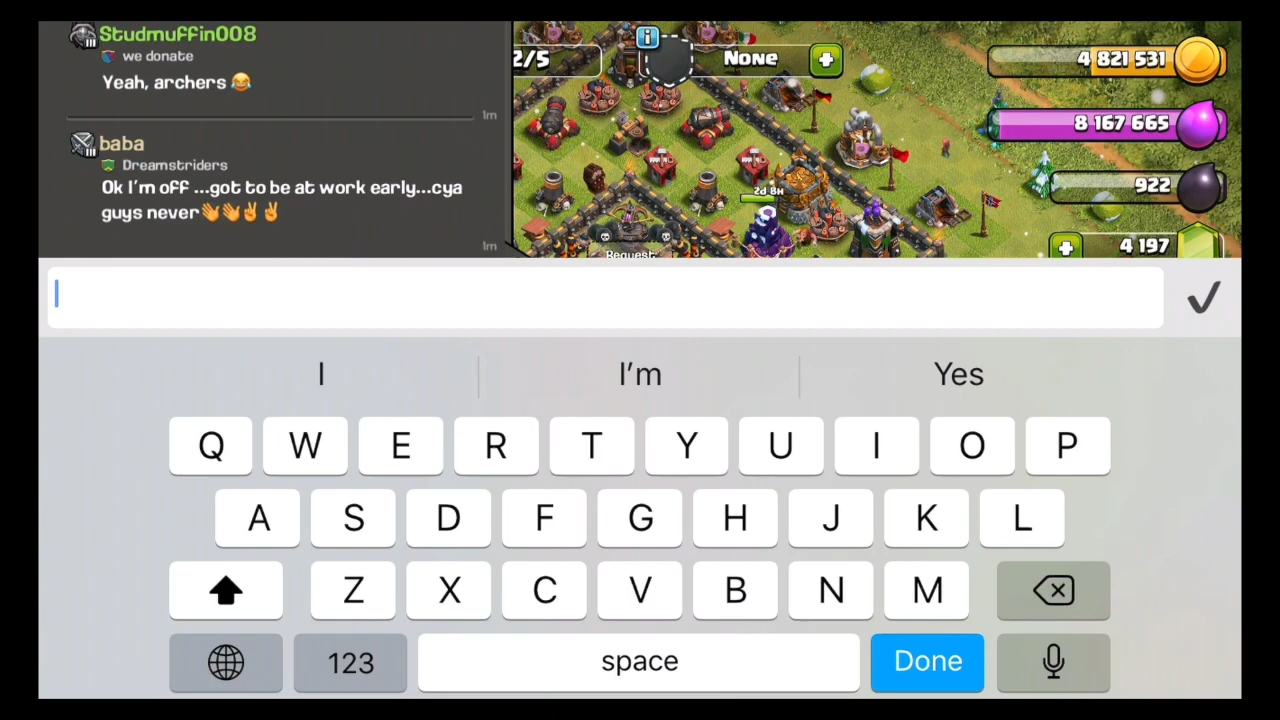 Studmuffin008
we donate
Yeah, archers 😂
1m
baba
Dreamstriders
Ok I'm off ...got to be at work early...cya
guys never👋👋✌✌
1m
2/5
None
4 821 531
8 167 665
922
2d 8H
4 197
Request
I
I'm
Yes
Q W E R T Y U I O P
A S D F G H J K L
Z X C V B N M
123
space
Done